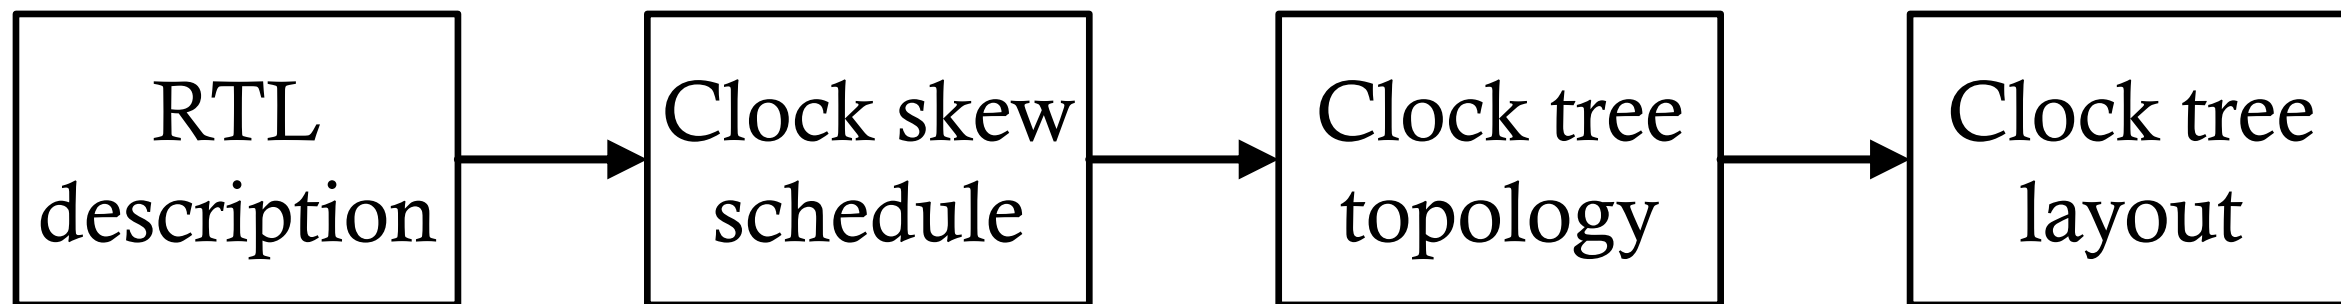 RTL
description
Clock skew
schedule
Clock tree
topology
Clock tree
layout